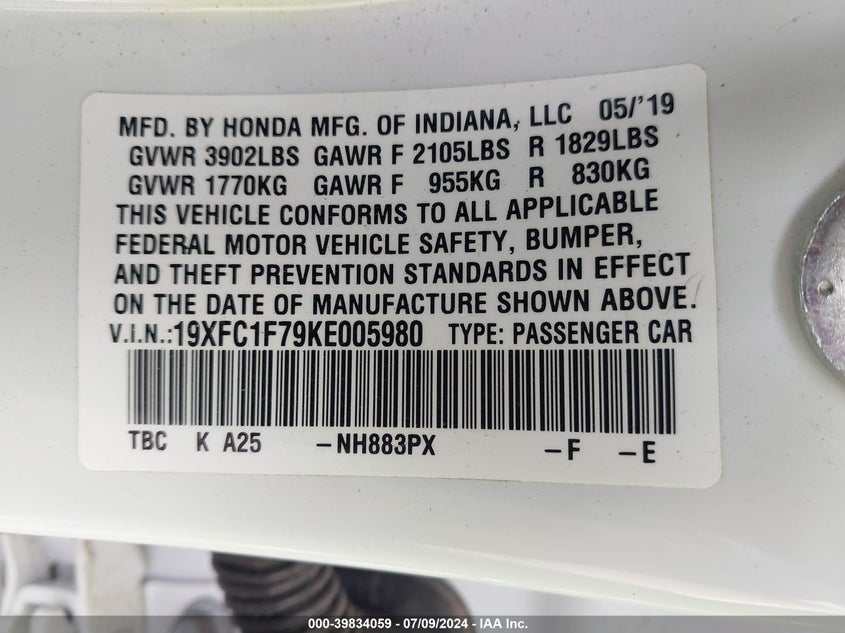 MFD. BY HONDA MFG. OF INDIANA, LLC 05/'19
GVWR 3902LBS GAWR F 2105LBS R 1829LBS
GVWR 1770KG GAWR F 955KG R 830KG
THIS VEHICLE CONFORMS TO ALL APPLICABLE
FEDERAL MOTOR VEHICLE SAFETY, BUMPER,
AND THEFT PREVENTION STANDARDS IN EFFECT
ON THE DATE OF MANUFACTURE SHOWN ABOVE.
V.I.N.:19XFC1F79KE005980 TYPE: PASSENGER CAR
TBC K A25 –NH883PX –F –E
000-39834059 - 07/09/2024 - IAA Inc.